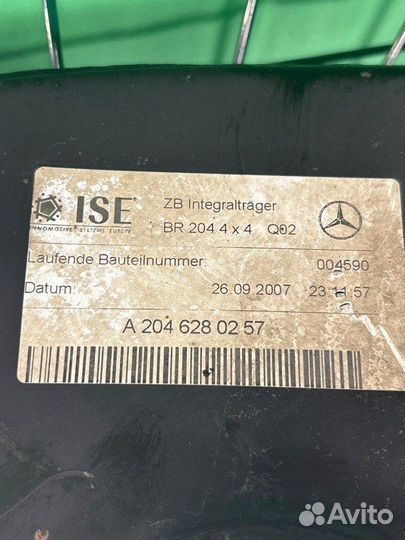 ISE
INNOMOTIVE SYSTEMS EUROPE
ZB Integralträger
BR 204 4 x 4 Q02
Laufende Bauteilnummer: 004590
Datum: 26.09.2007 23:11:57
A 204 628 02 57
Avito